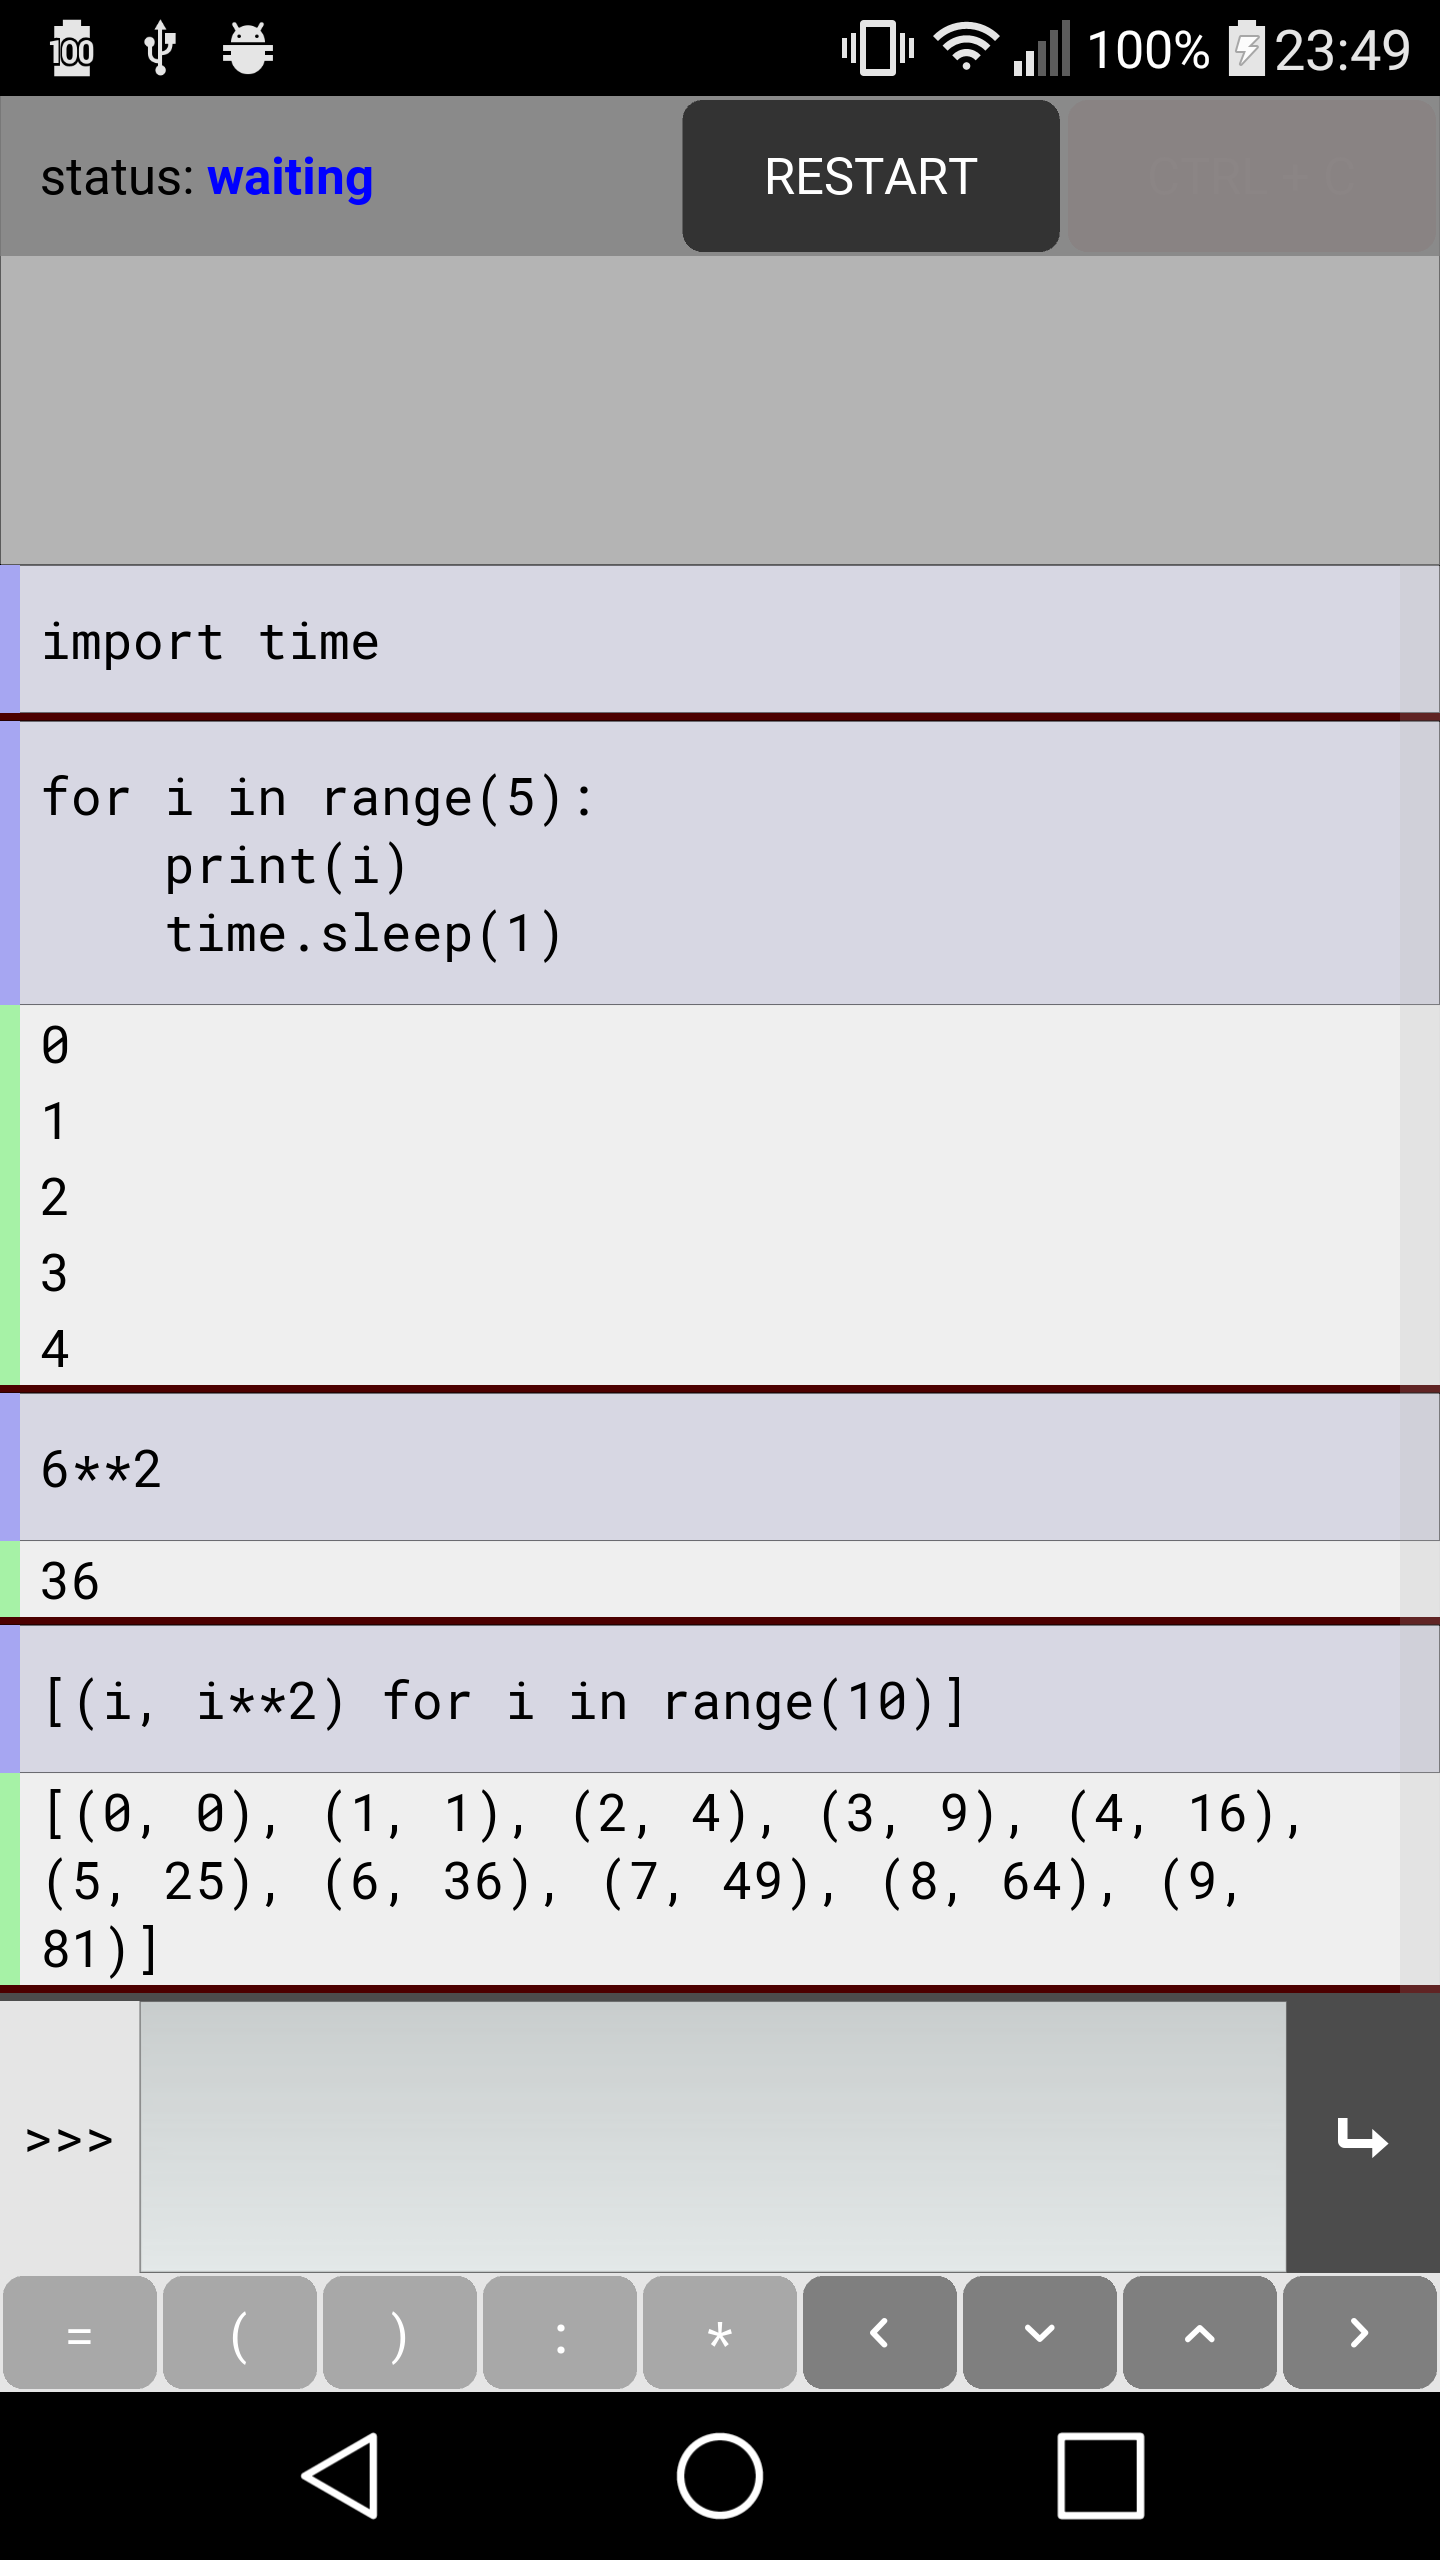 100 100% 23:49
status: waiting RESTART CTRL + C
import time
for i in range(5):
    print(i)
    time.sleep(1)
0
1
2
3
4
6**2
36
[(i, i**2) for i in range(10)]
[(0, 0), (1, 1), (2, 4), (3, 9), (4, 16),
(5, 25), (6, 36), (7, 49), (8, 64), (9,
81)]
>>>
= ( ) : *